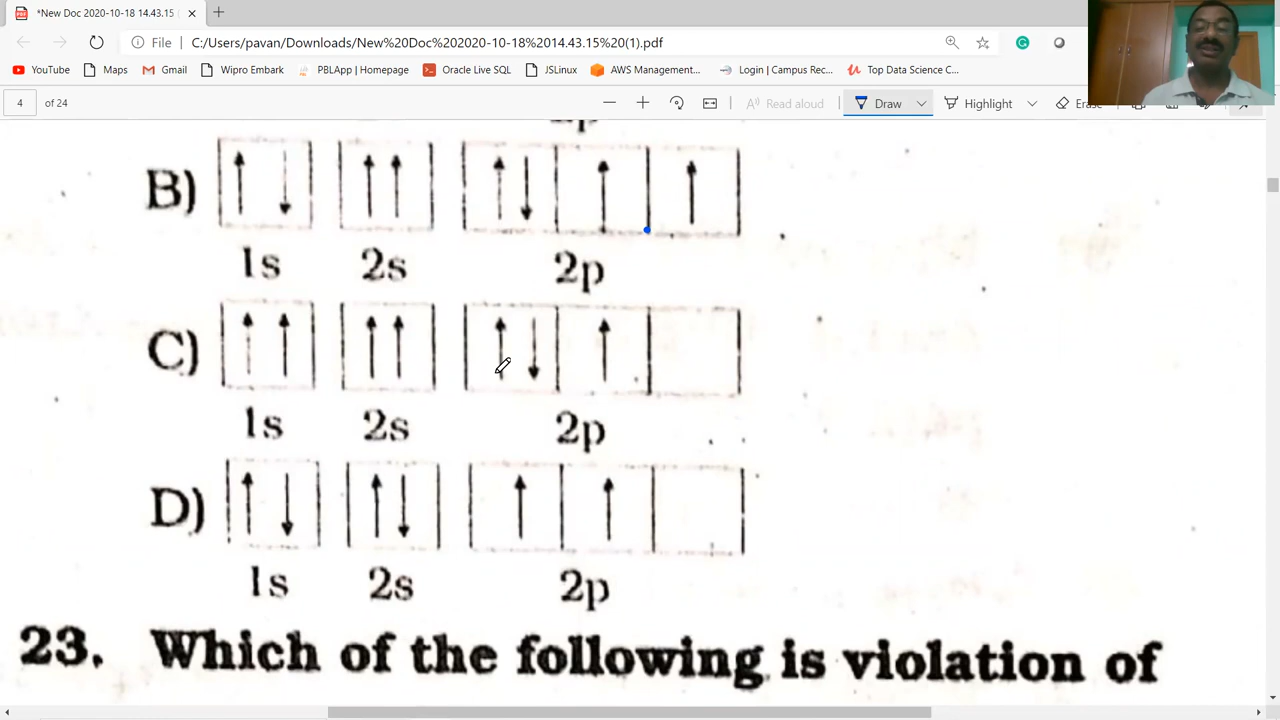 *New Doc 2020-10-18 14.43.15 (
File C:/Users/pavan/Downloads/New%20Doc%202020-10-18%2014.43.15%20(1).pdf
YouTube Maps Gmail Wipro Embark PBLApp | Homepage Oracle Live SQL JSLinux AWS Management... Login | Campus Rec... Top Data Science C...
4 of 24 Read aloud Draw Highlight Erase
B) ↑ ↓ ↑↑ ↑↓ ↑ ↑
1s 2s 2p
C) ↑ ↑ ↑↑ ↑ ↓ ↑
1s 2s 2p
D) ↑ ↓ ↑↓ ↑ ↑
1s 2s 2p
23. Which of the following is violation of